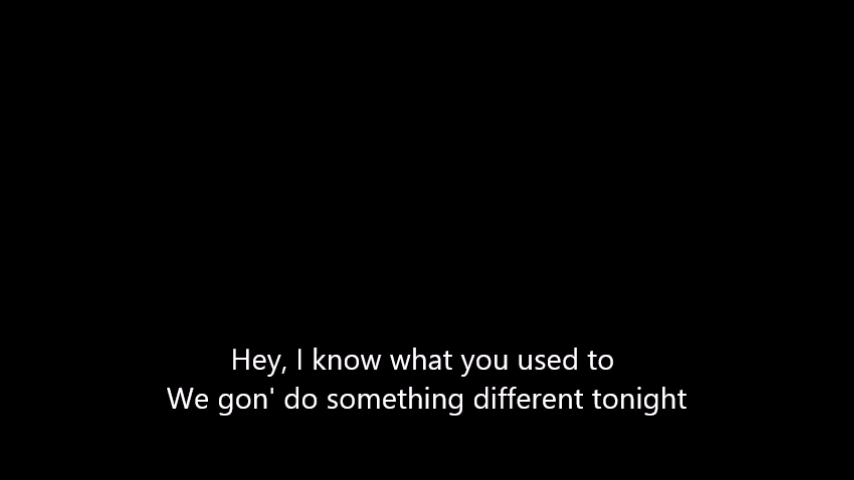 Hey, I know what you used to
We gon' do something different tonight